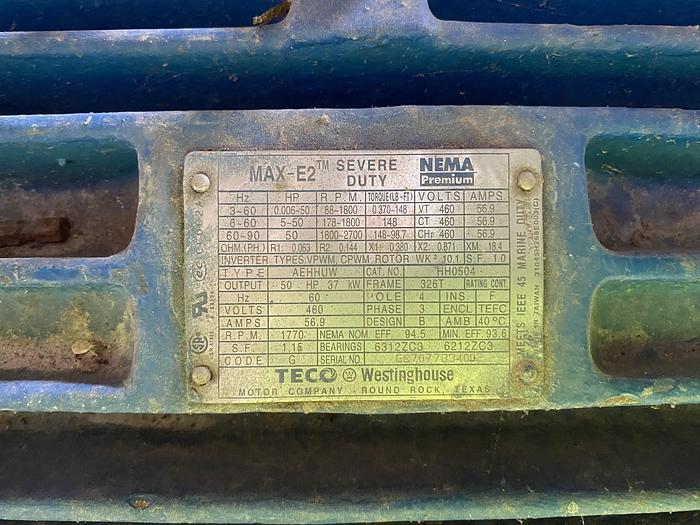 MAX-E2™ SEVERE DUTY NEMA Premium
Hz HP R.P.M. TORQUE(LB-FT) VOLTS AMPS
3-60 0.006-50 88-1800 0.370-148 VT 460 56.9
6-60 5-50 178-1800 148 CT 460 56.9
60-90 50 1800-2700 148-98.7 CHP 460 56.9
OHM.(PH.) R1: 0.063 R2: 0.144 X1: 0.380 X2: 0.871 XM: 18.4
INVERTER TYPES:VPWM, CPWM, ROTOR WK² 10.1 S.F. 1.0
TYPE AEHHUW CAT.NO. HH0504
OUTPUT 50 HP 37 kW FRAME 326T RATING CONT.
Hz 60 POLE 4 INS. F
VOLTS 460 PHASE 3 ENCL TEFC
AMPS 56.9 DESIGN B AMB 40°C
R.P.M. 1770 NEMA NOM. EFF. 94.5 MIN. EFF. 93.6
S.F. 1.15 BEARINGS 6312ZC3 6212ZC3
CODE G SERIAL NO.
TECO W Westinghouse
MOTOR COMPANY ROUND ROCK, TEXAS
MEETS IEEE 45 MARINE DUTY
MADE IN TAIWAN